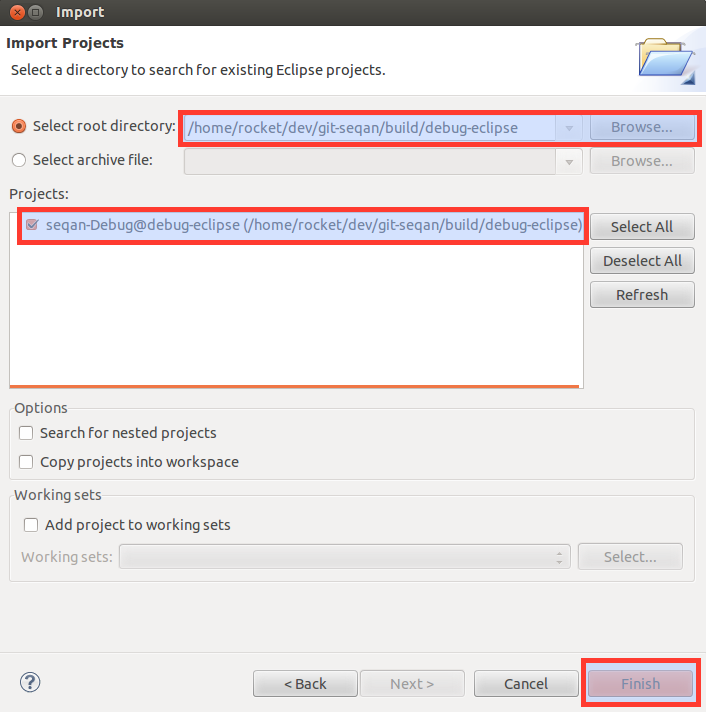 Import
Import Projects
Select a directory to search for existing Eclipse projects.
Select root directory: /home/rocket/dev/git-seqan/build/debug-eclipse Browse...
Select archive file: Browse...
Projects:
seqan-Debug@debug-eclipse (/home/rocket/dev/git-seqan/build/debug-eclipse)
Select All
Deselect All
Refresh
Options
Search for nested projects
Copy projects into workspace
Working sets
Add project to working sets
Working sets: Select...
? < Back Next > Cancel Finish